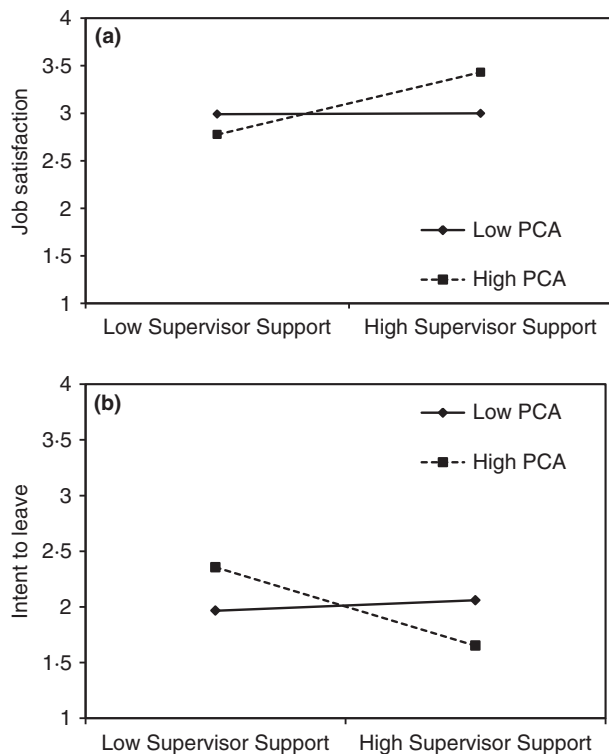 (a)
4
3·5
3
2·5
2
1·5
1
Job satisfaction
Low PCA
High PCA
Low Supervisor Support High Supervisor Support
(b)
4
3·5
3
2·5
2
1·5
1
Intent to leave
Low PCA
High PCA
Low Supervisor Support High Supervisor Support